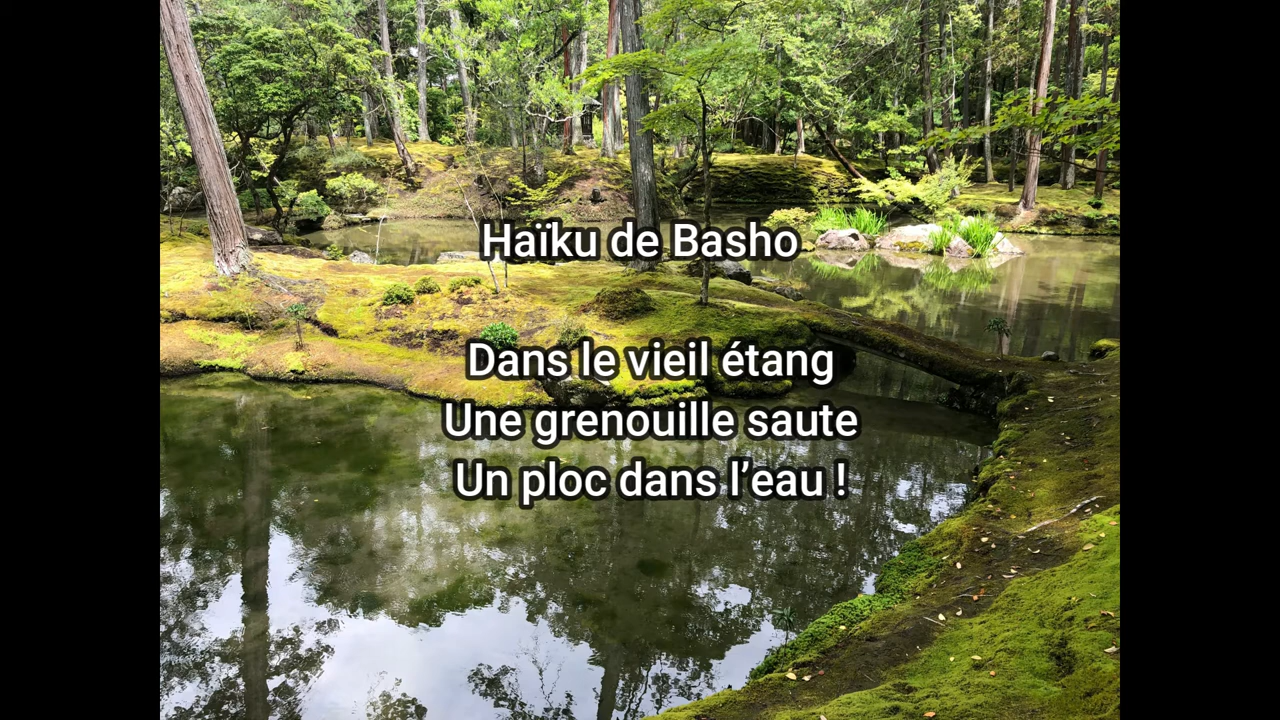 Haïku de Basho
Dans le vieil étang
Une grenouille saute
Un ploc dans l’eau !